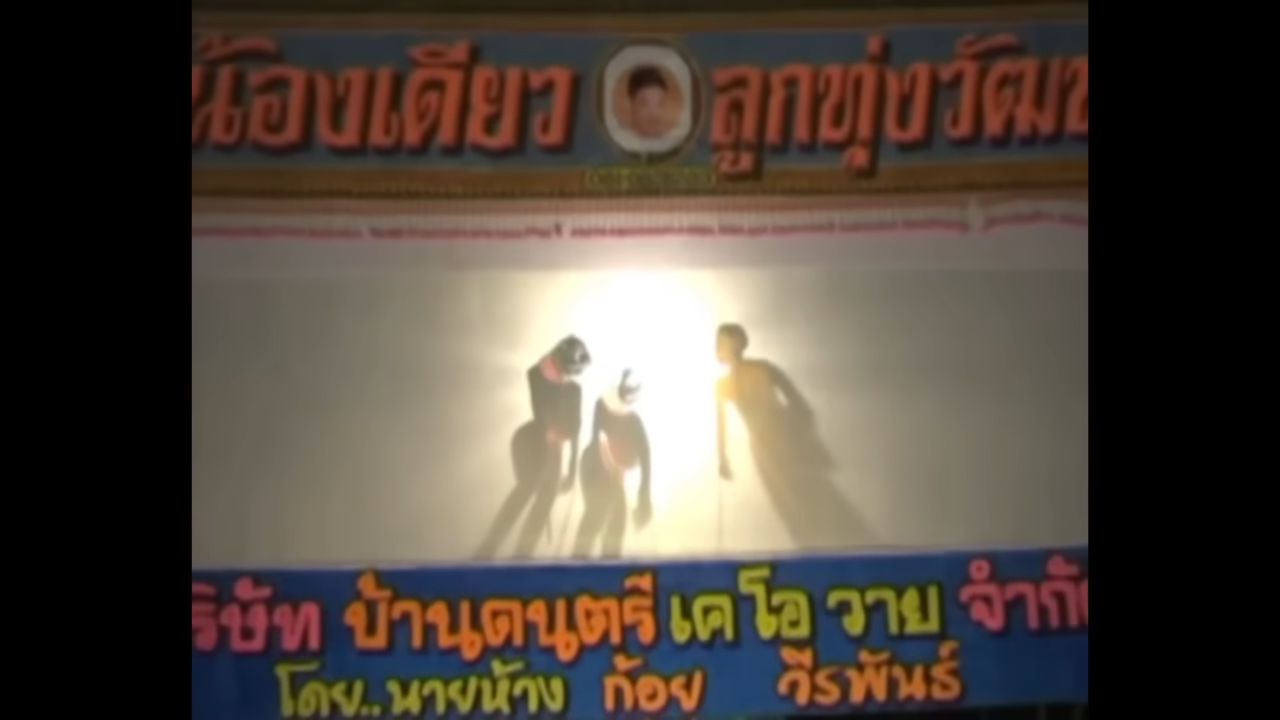 น้องเดียว ลูกทุ่งวัฒน
ริษัท บ้านดนตรี เค โอ วาย จำกัด
โดย..นายห้าง ก้อย วีรพันธ์